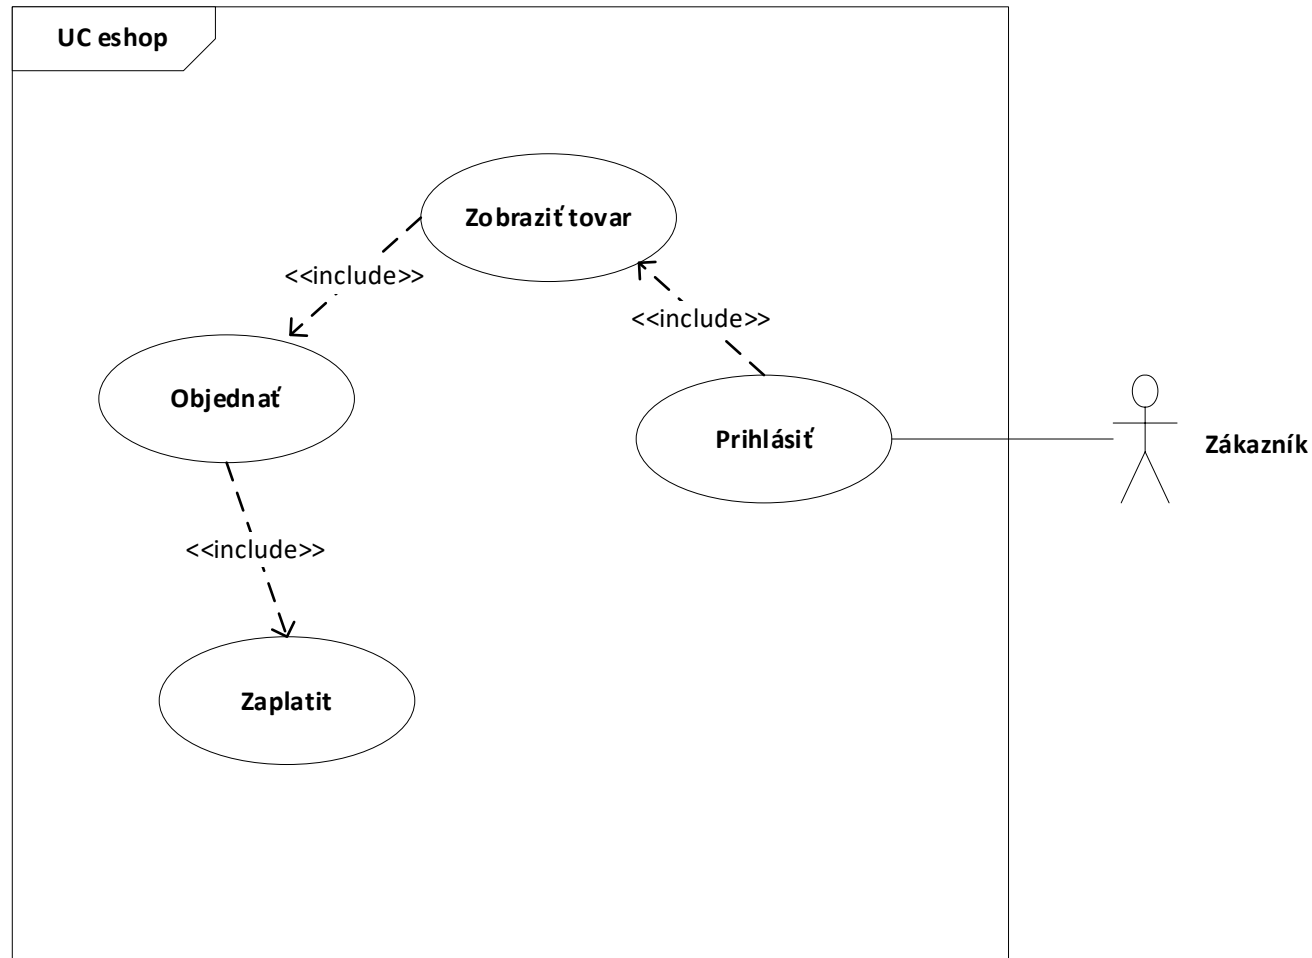 UC eshop
Zobraziť tovar
<<include>>
<<include>>
Objednať
Prihlásiť
Zákazník
<<include>>
Zaplatit